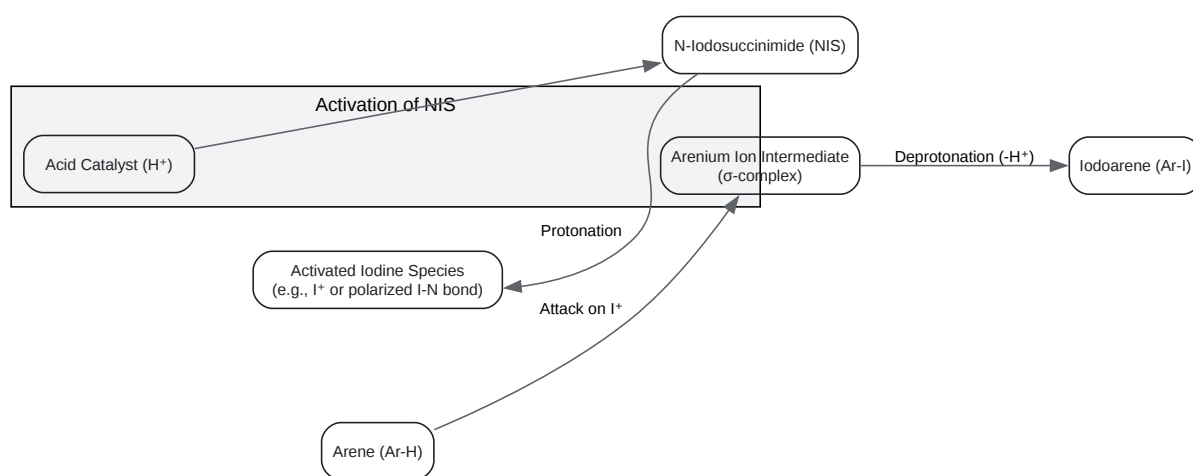 N-Iodosuccinimide (NIS)
Activation of NIS
Acid Catalyst (H⁺)
Arenium Ion Intermediate
(σ-complex)
Deprotonation (-H⁺)
Iodoarene (Ar-I)
Protonation
Activated Iodine Species
(e.g., I⁺ or polarized I-N bond)
Attack on I⁺
Arene (Ar-H)